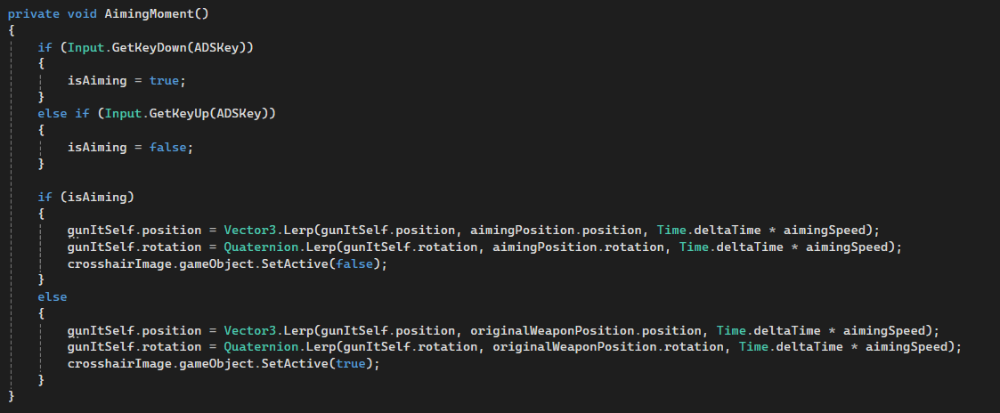 private void AimingMoment()
{
if (Input.GetKeyDown(ADSKey))
{
isAiming = true;
}
else if (Input.GetKeyUp(ADSKey))
{
isAiming = false;
}
if (isAiming)
{
gunItSelf.position = Vector3.Lerp(gunItSelf.position, aimingPosition.position, Time.deltaTime * aimingSpeed);
gunItSelf.rotation = Quaternion.Lerp(gunItSelf.rotation, aimingPosition.rotation, Time.deltaTime * aimingSpeed);
crosshairImage.gameObject.SetActive(false);
}
else
{
gunItSelf.position = Vector3.Lerp(gunItSelf.position, originalWeaponPosition.position, Time.deltaTime * aimingSpeed);
gunItSelf.rotation = Quaternion.Lerp(gunItSelf.rotation, originalWeaponPosition.rotation, Time.deltaTime * aimingSpeed);
crosshairImage.gameObject.SetActive(true);
}
}